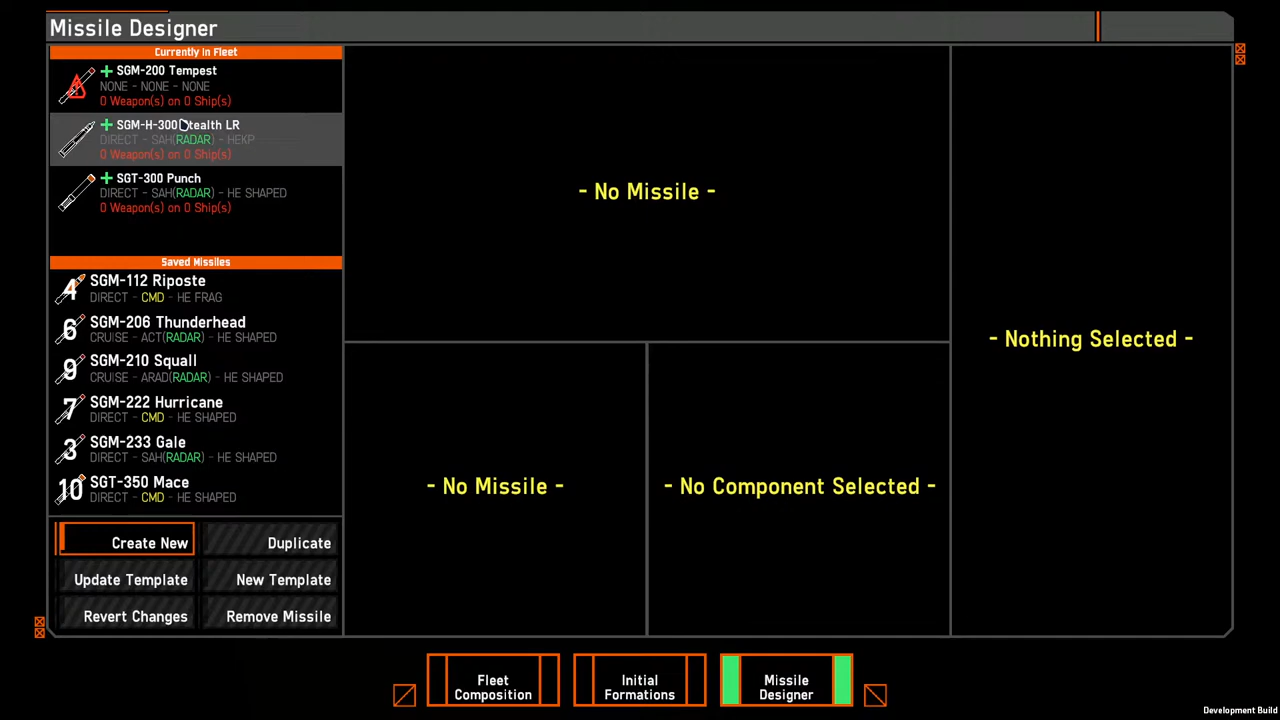 Missile Designer
Currently in Fleet
SGM-200 Tempest
NONE - NONE - NONE
0 Weapon(s) on 0 Ship(s)
SGM-H-300 Stealth LR
DIRECT - SAH(RADAR) - HEKP
0 Weapon(s) on 0 Ship(s)
SGT-300 Punch
DIRECT - SAH(RADAR) - HE SHAPED
0 Weapon(s) on 0 Ship(s)
Saved Missiles
4 SGM-112 Riposte
DIRECT - CMD - HE FRAG
6 SGM-206 Thunderhead
CRUISE - ACT(RADAR) - HE SHAPED
9 SGM-210 Squall
CRUISE - ARAD(RADAR) - HE SHAPED
7 SGM-222 Hurricane
DIRECT - CMD - HE SHAPED
3 SGM-233 Gale
DIRECT - SAH(RADAR) - HE SHAPED
10 SGT-350 Mace
DIRECT - CMD - HE SHAPED
Create New
Duplicate
Update Template
New Template
Revert Changes
Remove Missile
- No Missile -
- No Missile -
- No Component Selected -
- Nothing Selected -
Fleet
Composition
Initial
Formations
Missile
Designer
Development Build